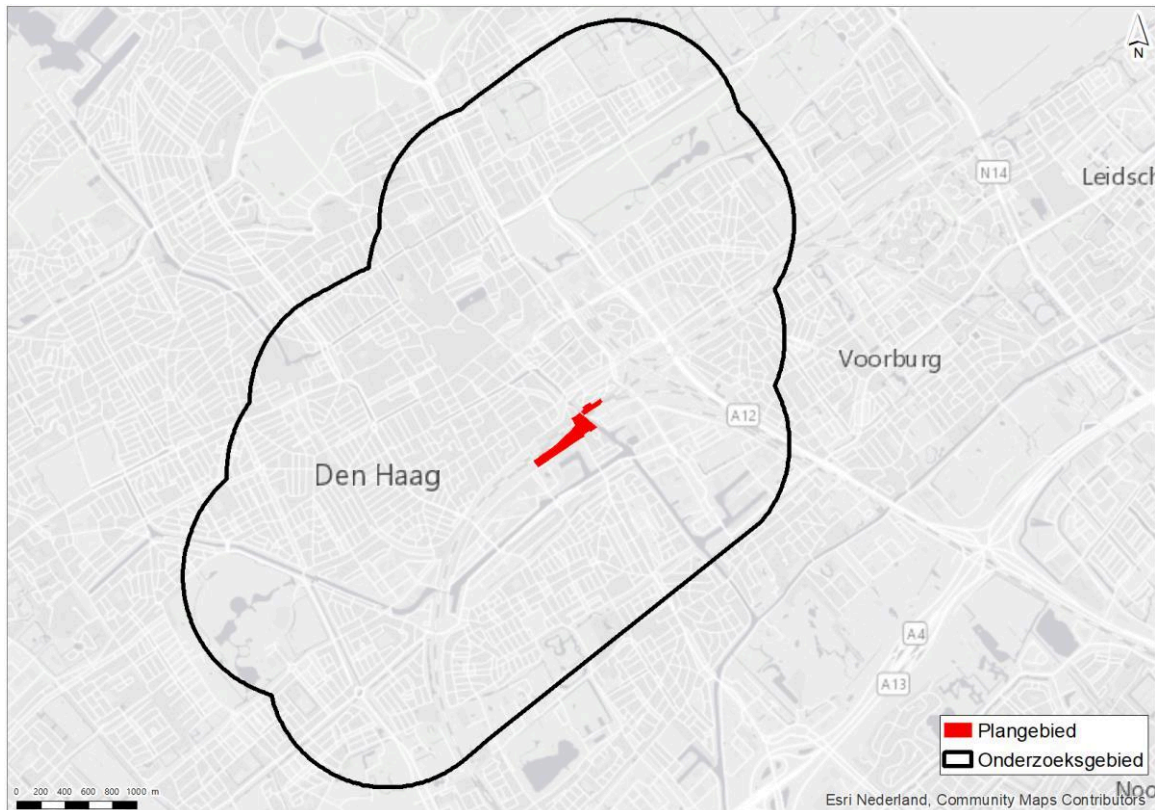 N
N14
Leidsch
Voorburg
A12
Den Haag
A4
A13
Plangebied
Onderzoeksgebied
0 200 400 600 800 1000 m
Noo
Esri Nederland, Community Maps Contributors